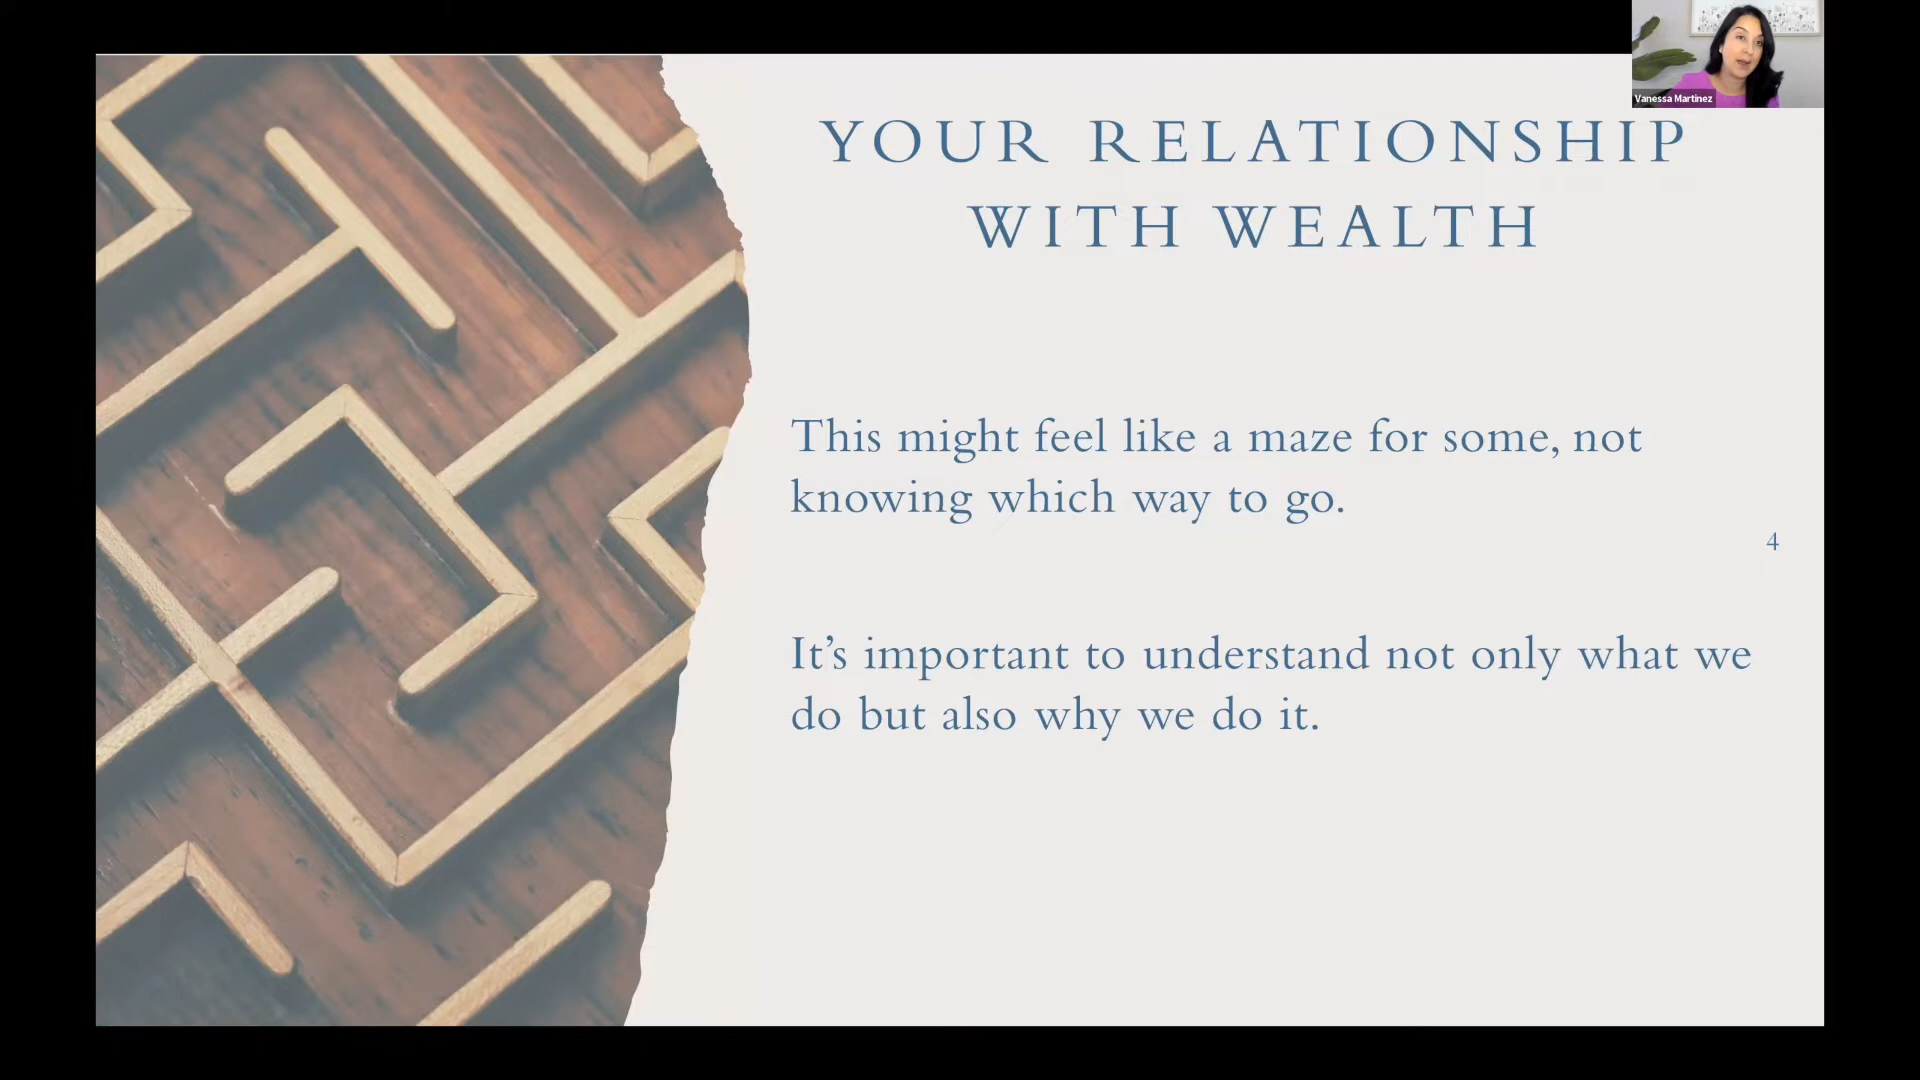 Vanessa Martinez
YOUR RELATIONSHIP
WITH WEALTH
This might feel like a maze for some, not
knowing which way to go.
4
It’s important to understand not only what we
do but also why we do it.